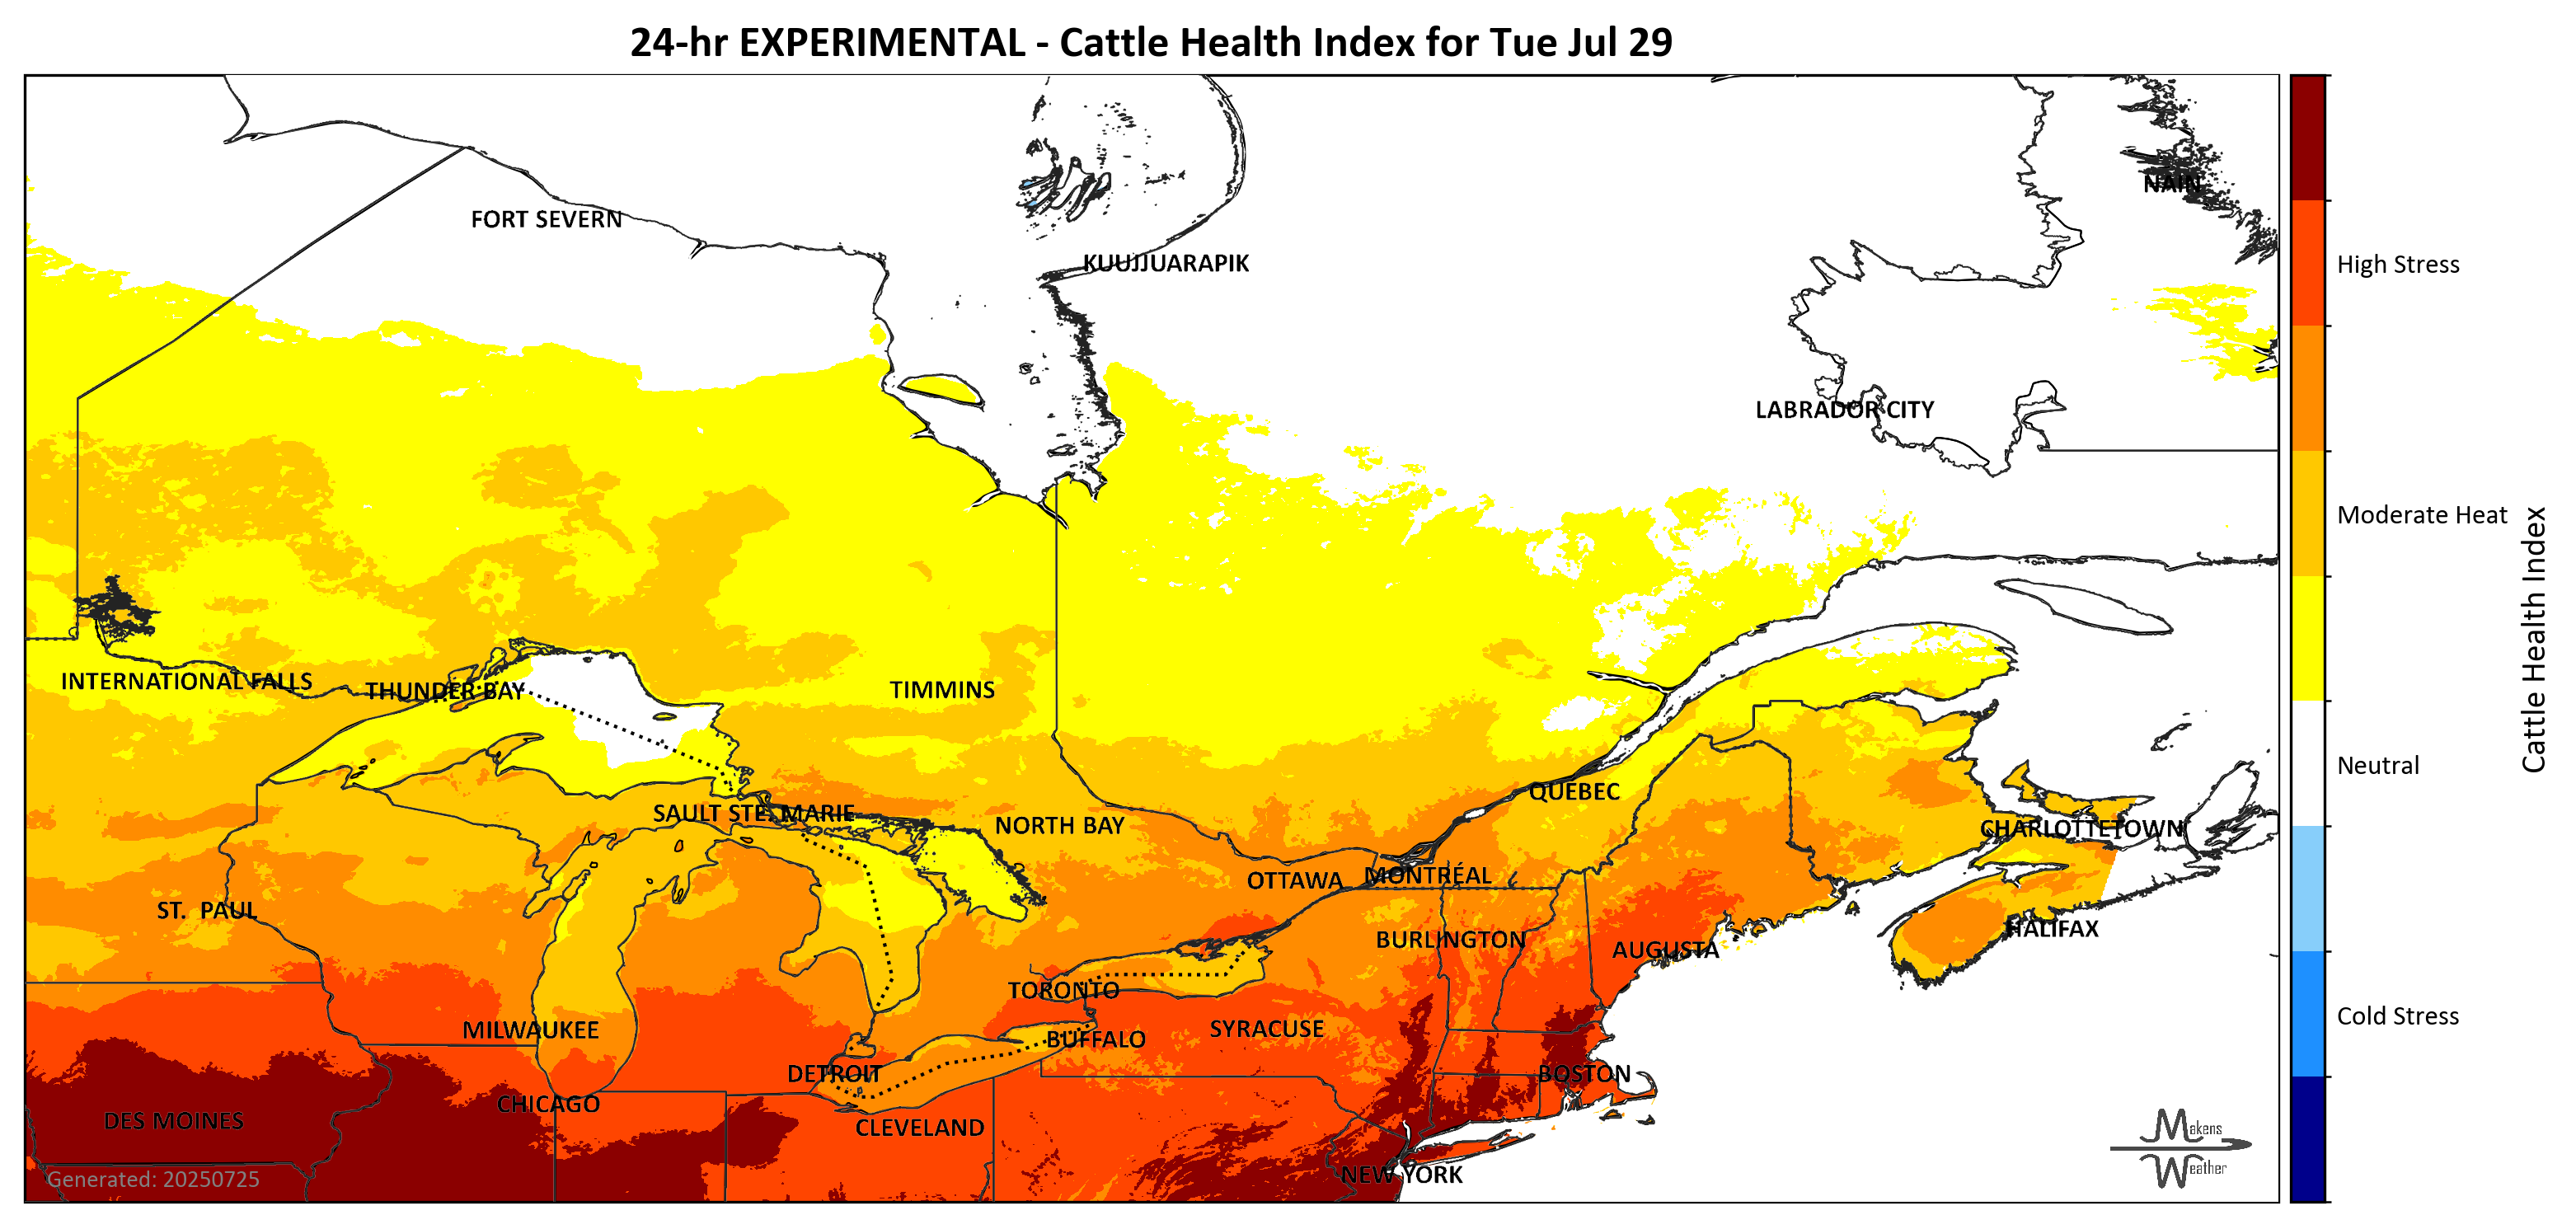 24-hr EXPERIMENTAL - Cattle Health Index for Tue Jul 29
NAIN
FORT SEVERN
KUUJJUARAPIK
High Stress
LABRADOR CITY
Moderate Heat
INTERNATIONAL FALLS
THUNDER BAY
TIMMINS
Cattle Health Index
Neutral
QUEBEC
SAULT STE. MARIE
NORTH BAY
CHARLOTTETOWN
OTTAWA
MONTRÉAL
ST. PAUL
HALIFAX
BURLINGTON
AUGUSTA
TORONTO
Cold Stress
MILWAUKEE
SYRACUSE
BUFFALO
DETROIT
BOSTON
CHICAGO
DES MOINES
CLEVELAND
Makens
Weather
NEW YORK
Generated: 20250725